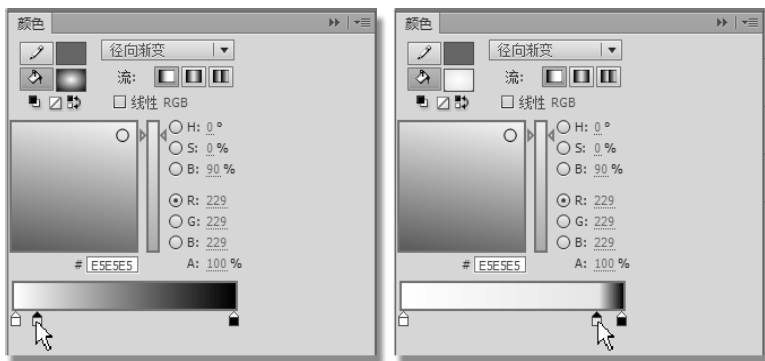 颜色
径向渐变
流:
线性 RGB
H: 0 °
S: 0 %
B: 90 %
R: 229
G: 229
B: 229
# E5E5E5
A: 100 %
颜色
径向渐变
流:
线性 RGB
H: 0 °
S: 0 %
B: 90 %
R: 229
G: 229
B: 229
# E5E5E5
A: 100 %